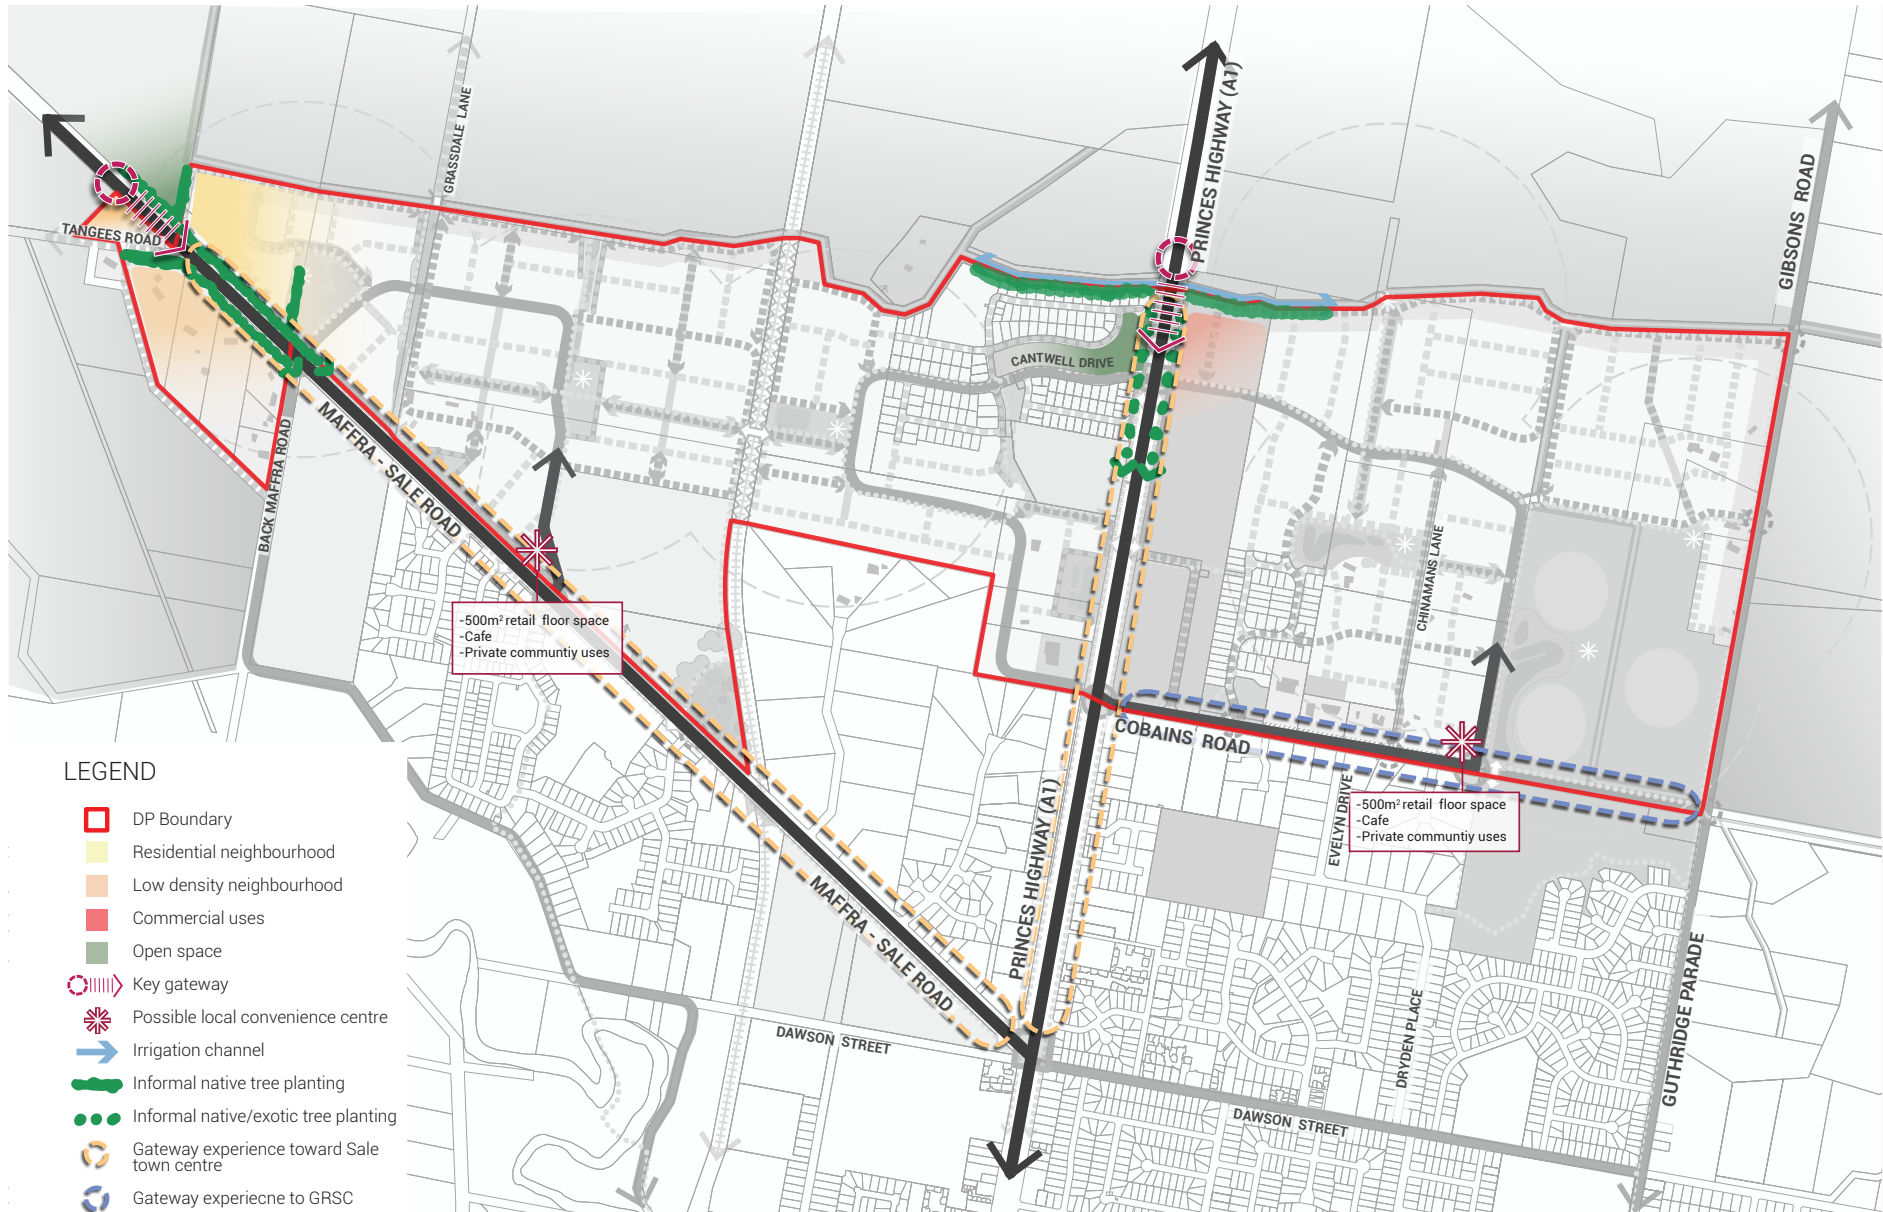 PRINCES HIGHWAY (A1)
GRASSDALE LANE
GIBSONS ROAD
TANGEES ROAD
CANTWELL DRIVE
MAFFRA - SALE ROAD
BACK MAFFRA ROAD
CHINAMANS LANE
-500m² retail floor space
-Cafe
-Private communtiy uses
COBAINS ROAD
EVELYN DRIVE
-500m² retail floor space
-Cafe
-Private communtiy uses
PRINCES HIGHWAY (A1)
MAFFRA - SALE ROAD
DAWSON STREET
DRYDEN PLACE
GUTHRIDGE PARADE
DAWSON STREET
LEGEND
DP Boundary
Residential neighbourhood
Low density neighbourhood
Commercial uses
Open space
Key gateway
Possible local convenience centre
Irrigation channel
Informal native tree planting
Informal native/exotic tree planting
Gateway experience toward Sale
town centre
Gateway experiecne to GRSC